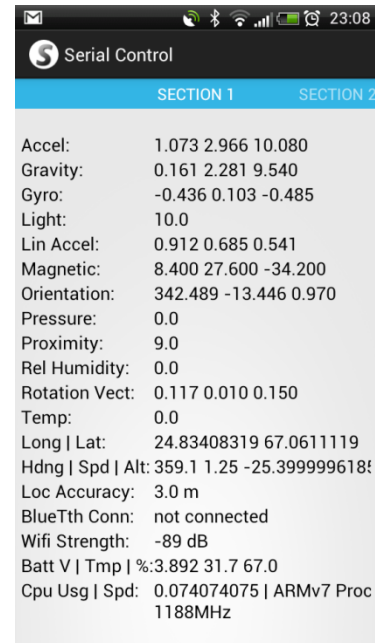 23:08
Serial Control
SECTION 1 SECTION 2
Accel: 1.073 2.966 10.080
Gravity: 0.161 2.281 9.540
Gyro: -0.436 0.103 -0.485
Light: 10.0
Lin Accel: 0.912 0.685 0.541
Magnetic: 8.400 27.600 -34.200
Orientation: 342.489 -13.446 0.970
Pressure: 0.0
Proximity: 9.0
Rel Humidity: 0.0
Rotation Vect: 0.117 0.010 0.150
Temp: 0.0
Long | Lat: 24.83408319 67.0611119
Hdng | Spd | Alt: 359.1 1.25 -25.399999618
Loc Accuracy: 3.0 m
BlueTth Conn: not connected
Wifi Strength: -89 dB
Batt V | Tmp | %:3.892 31.7 67.0
Cpu Usg | Spd: 0.074074075 | ARMv7 Proc
1188MHz